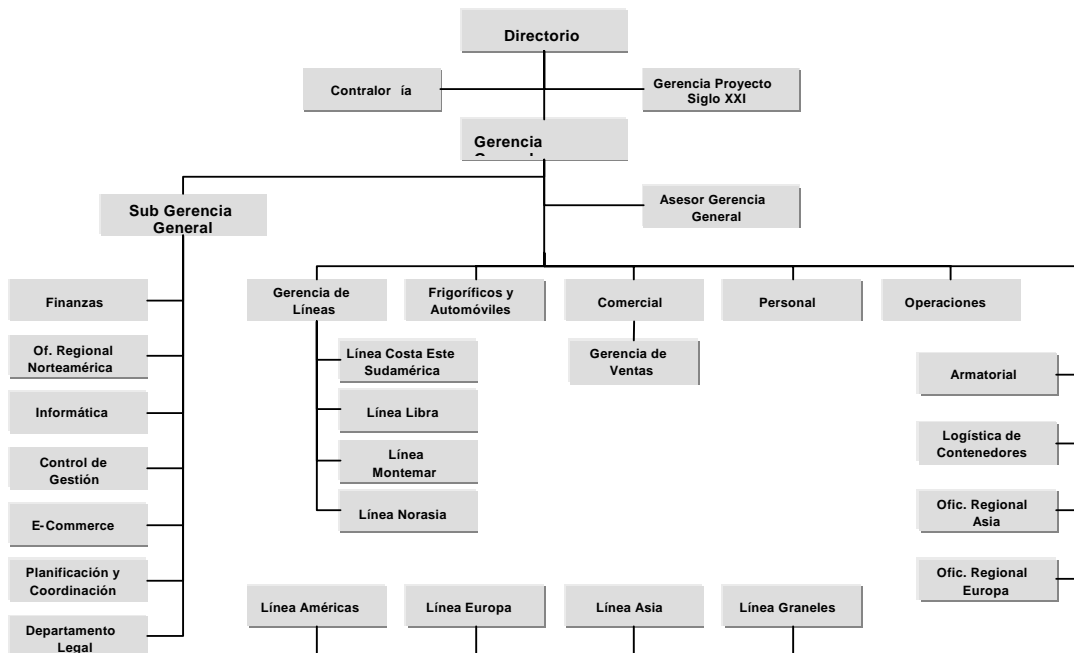 Directorio
Contralor ía
Gerencia Proyecto
Siglo XXI
Gerencia
Asesor Gerencia
General
Sub Gerencia
General
Finanzas
Of. Regional
Norteamérica
Informática
Control de
Gestión
E-Commerce
Planificación y
Coordinación
Departamento
Legal
Gerencia de
Líneas
Línea Costa Este
Sudamérica
Línea Libra
Línea
Montemar
Línea Norasia
Frigoríficos y
Automóviles
Comercial
Gerencia de
Ventas
Personal
Operaciones
Armatorial
Logística de
Contenedores
Ofic. Regional
Asia
Ofic. Regional
Europa
Línea Américas
Línea Europa
Línea Asia
Línea Graneles